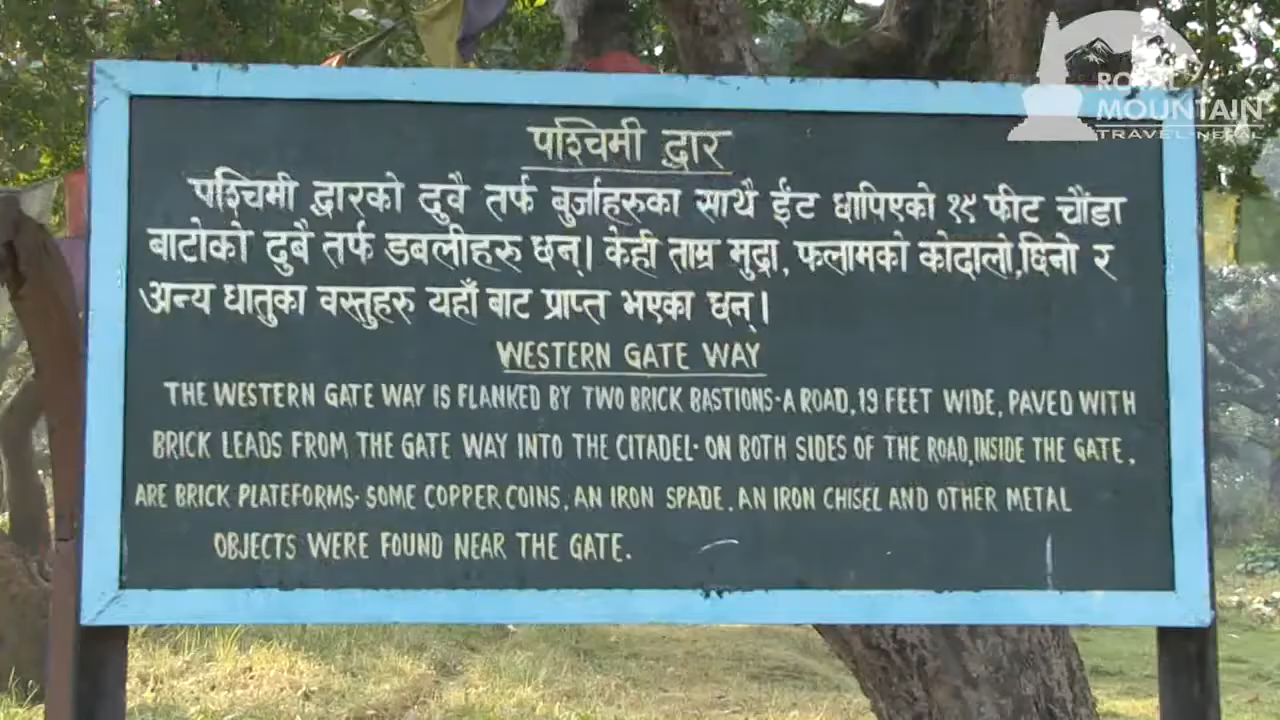 पश्चिमी द्वार
पश्चिमी द्वारको दुवै तर्फ बुर्जाहरुका साथै ईंट छापिएको १९ फीट चौंडा
बाटोको दुबै तर्फ डबलीहरु छन्। केही ताम्र मुद्रा, फलामको कोदालो,छिनो र
अन्य धातुका वस्तुहरु यहाँ बाट प्राप्त भएका छन्।
WESTERN GATE WAY
THE WESTERN GATE WAY IS FLANKED BY TWO BRICK BASTIONS. A ROAD, 19 FEET WIDE, PAVED WITH
BRICK LEADS FROM THE GATE WAY INTO THE CITADEL. ON BOTH SIDES OF THE ROAD, INSIDE THE GATE,
ARE BRICK PLATEFORMS. SOME COPPER COINS, AN IRON SPADE, AN IRON CHISEL AND OTHER METAL
OBJECTS WERE FOUND NEAR THE GATE.
ROYAL
MOUNTAIN
TRAVEL-NEPAL